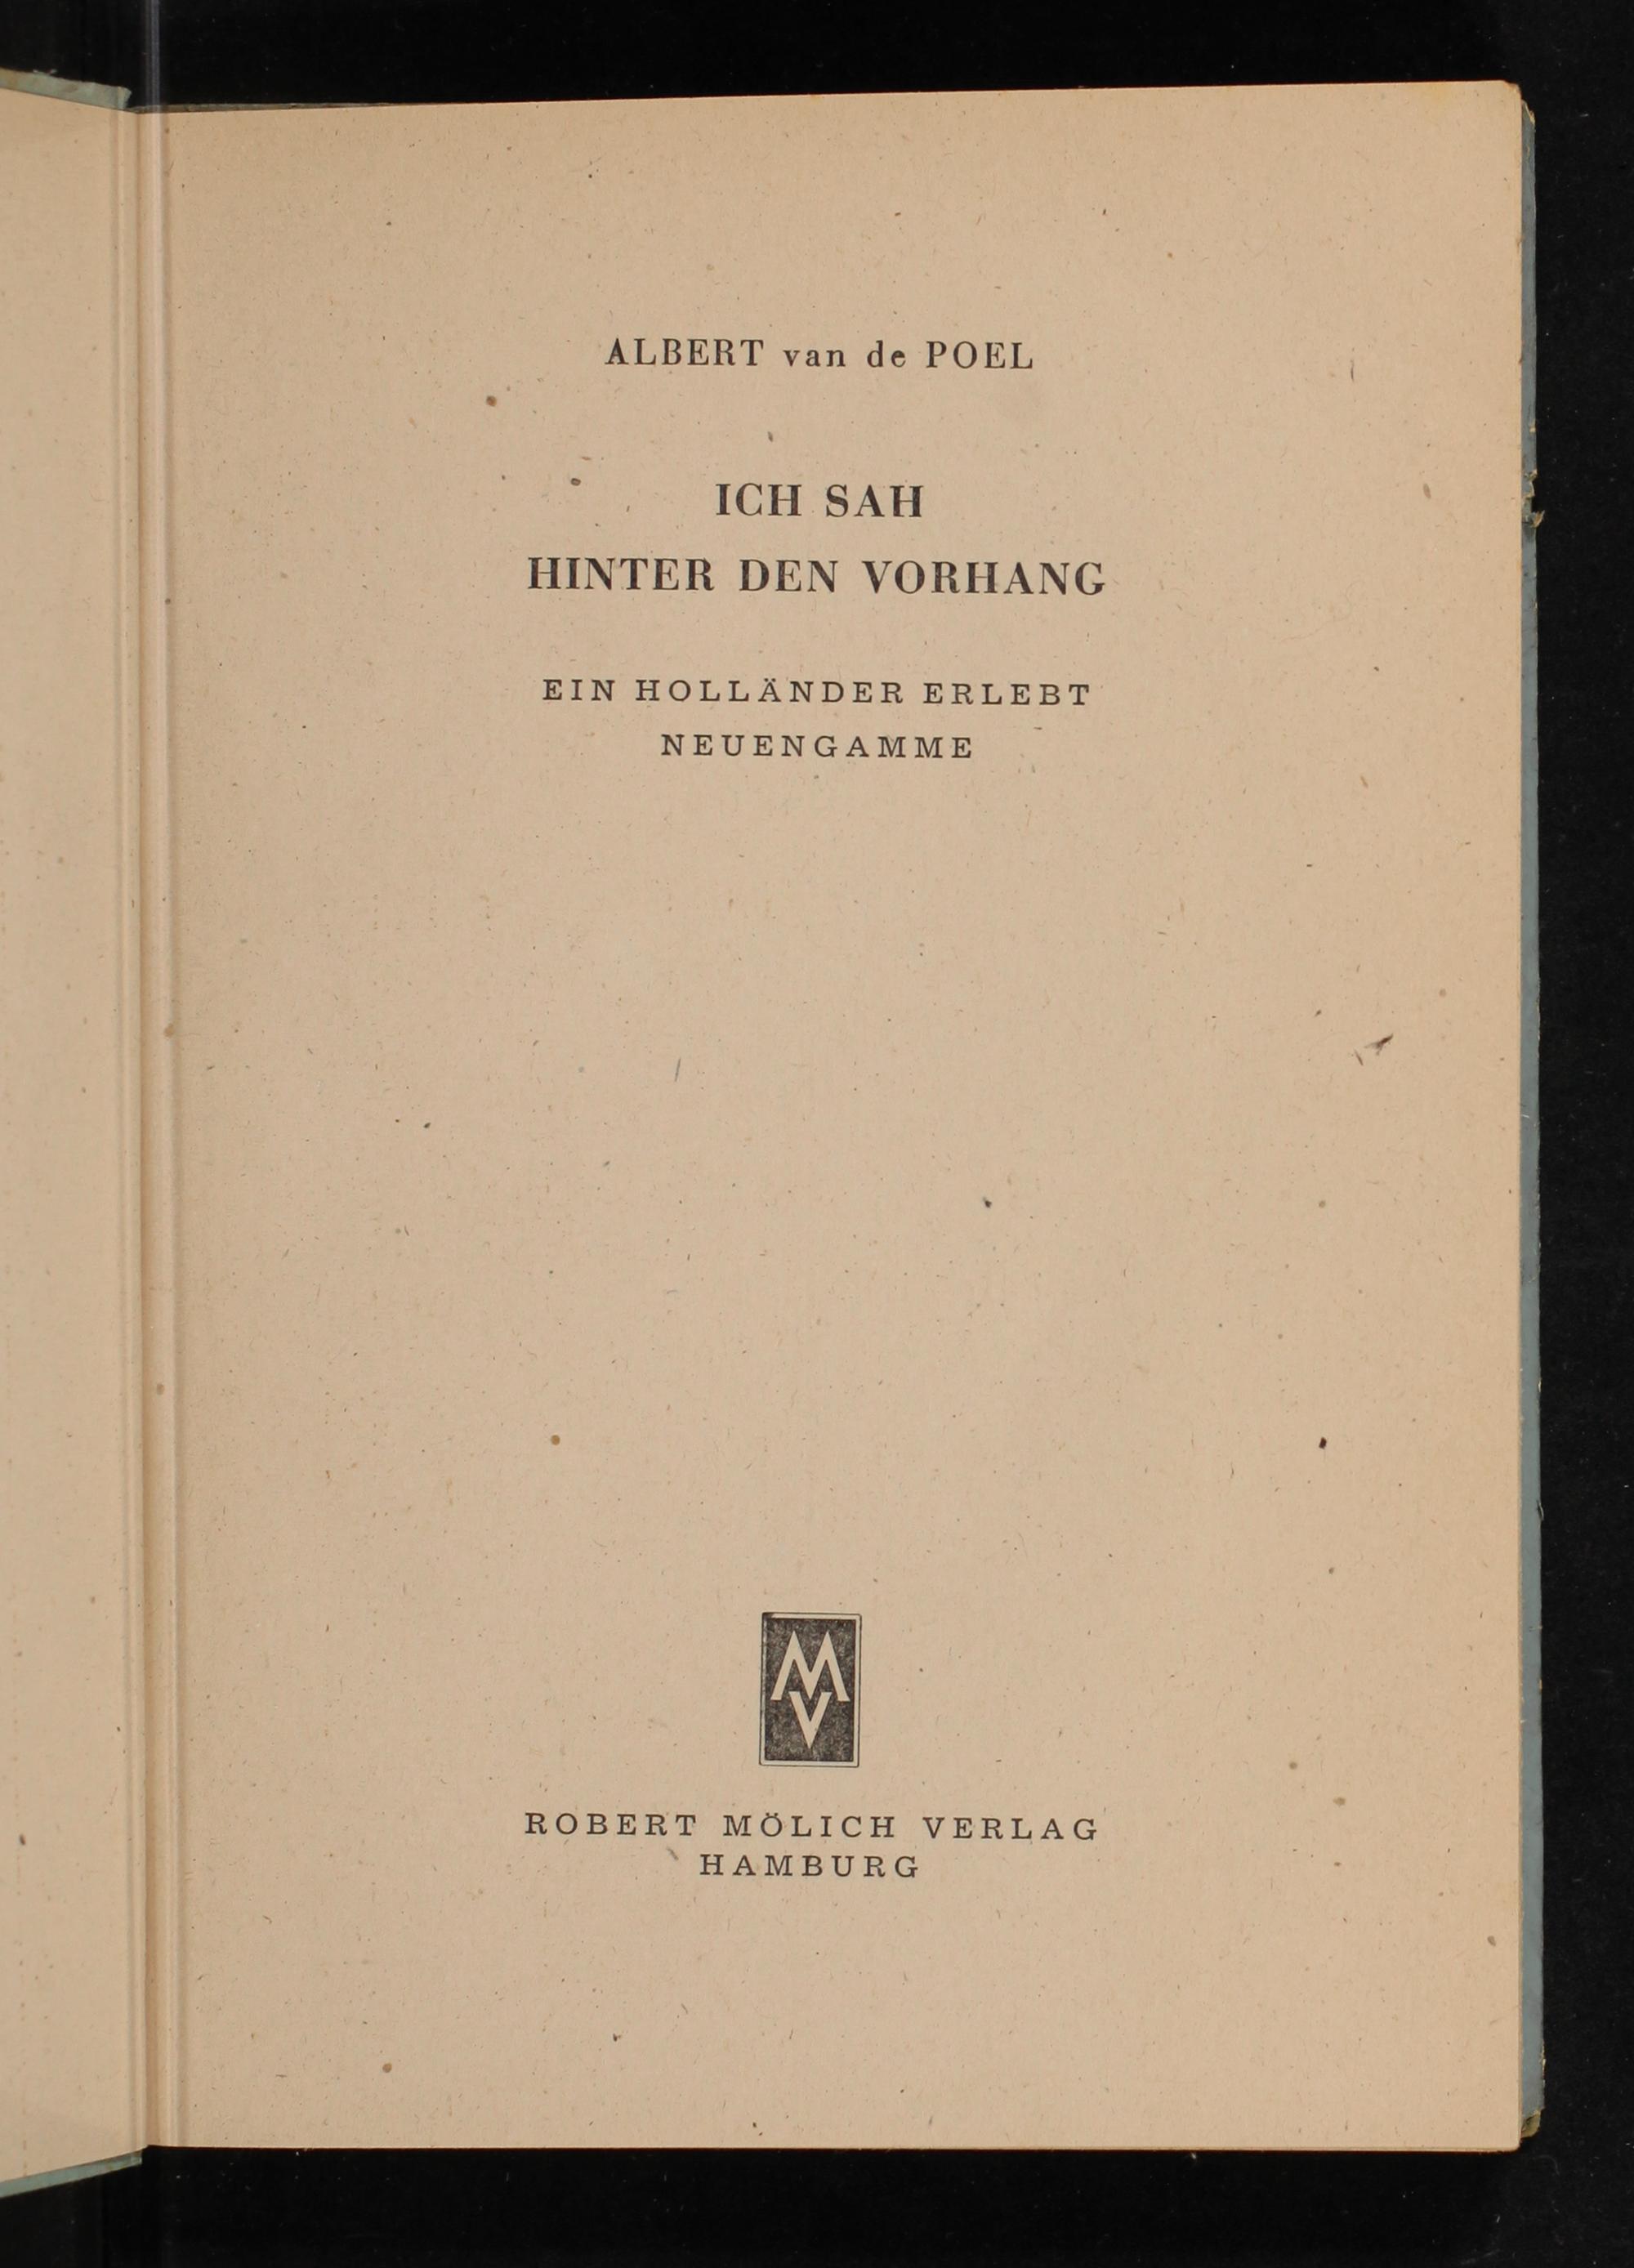 ALBERT van de POEL
ICH SAH
HINTER DEN VORHANG
EIN HOLLÄNDER ERLEBT
NEUENGAMME
MV
ROBERT MÖLICH VERLAG
HAMBURG